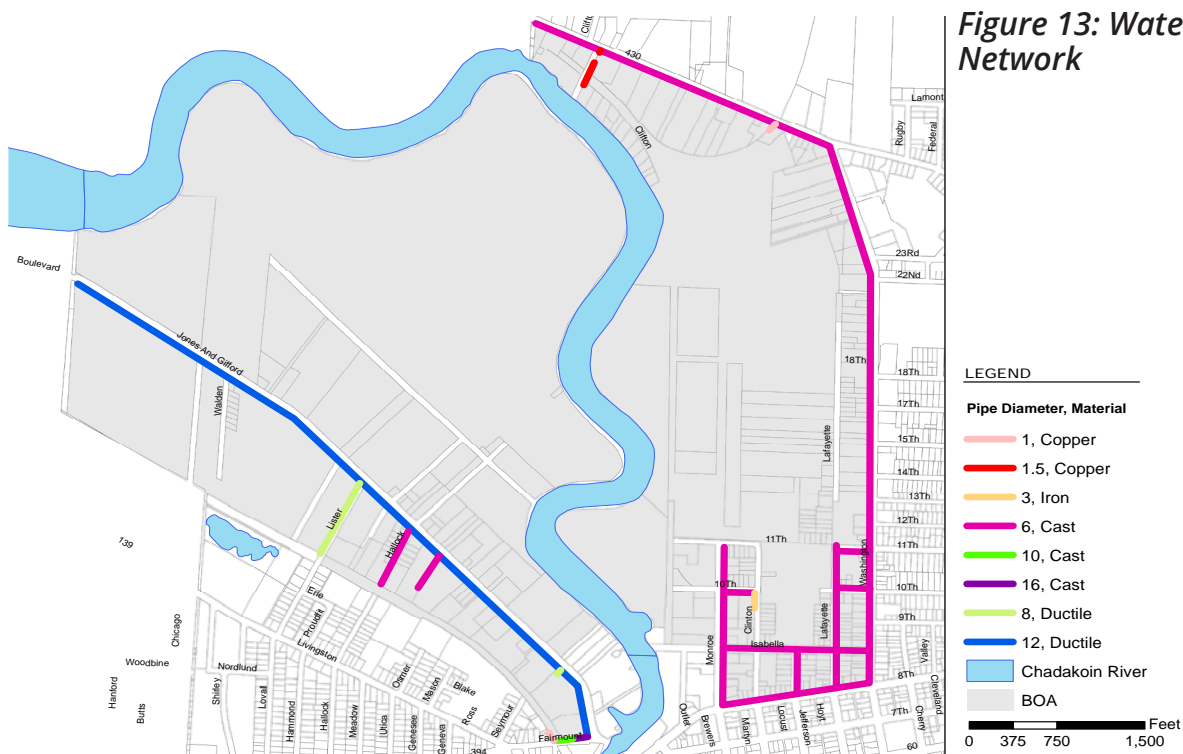 Figure 13: Wate
Network
Clifton
430
Clifton
Lamont
Rugby
Federal
23Rd
22Nd
Boulevard
Jones And Gifford
Walden
18Th
18Th
17Th
Lafayette
15Th
14Th
13Th
12Th
11Th
11Th
Washington
10Th
10Th
9Th
Lister
Hallock
139
Erie
Proudfit
Livingston
Chicago
Woodbine
Nordlund
Hanford
Butts
Shirley
Lovall
Hammond
Hallock
Meadow
Utica
Genesee
Geneva
Osmer
Mason
Blake
Ross
Seymour
Fairmount
394
Monroe
Clinton
Isabella
Lafayette
8Th
7Th
Valley
Cleveland
Cherry
Outlet
Brewers
Martyn
Locust
Jefferson
Hoyt
60
LEGEND
Pipe Diameter, Material
1, Copper
1.5, Copper
3, Iron
6, Cast
10, Cast
16, Cast
8, Ductile
12, Ductile
Chadakoin River
BOA
Feet
0 375 750 1,500